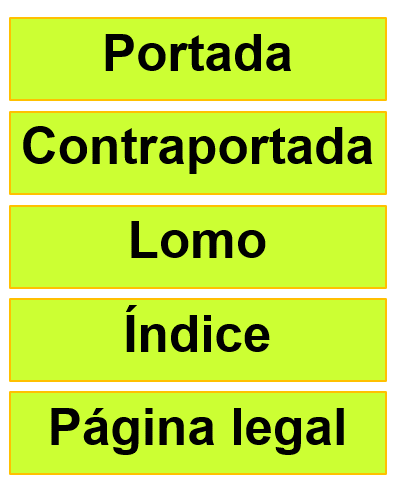 Portada
Contraportada
Lomo
Índice
Página legal